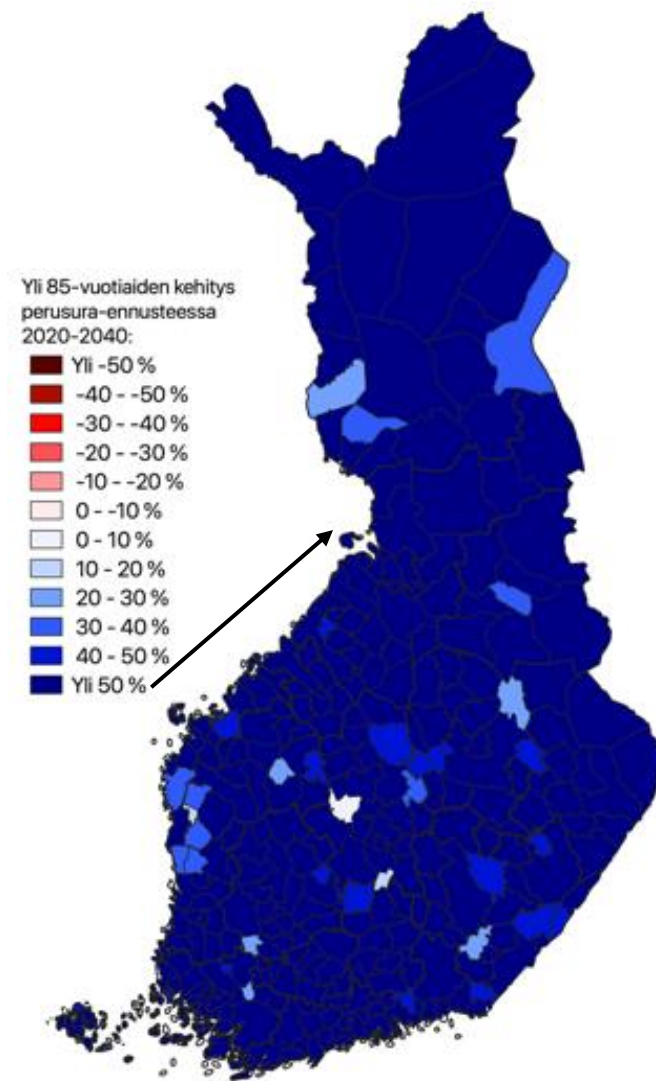 Yli 85-vuotiaiden kehitys
perusura-ennusteessa
2020-2040:
Yli -50 %
-40 - -50 %
-30 - -40%
-20 - -30%
-10 - -20%
0 - -10 %
0 - 10 %
10 - 20 %
20 - 30 %
30 - 40 %
40 - 50 %
Yli 50 %